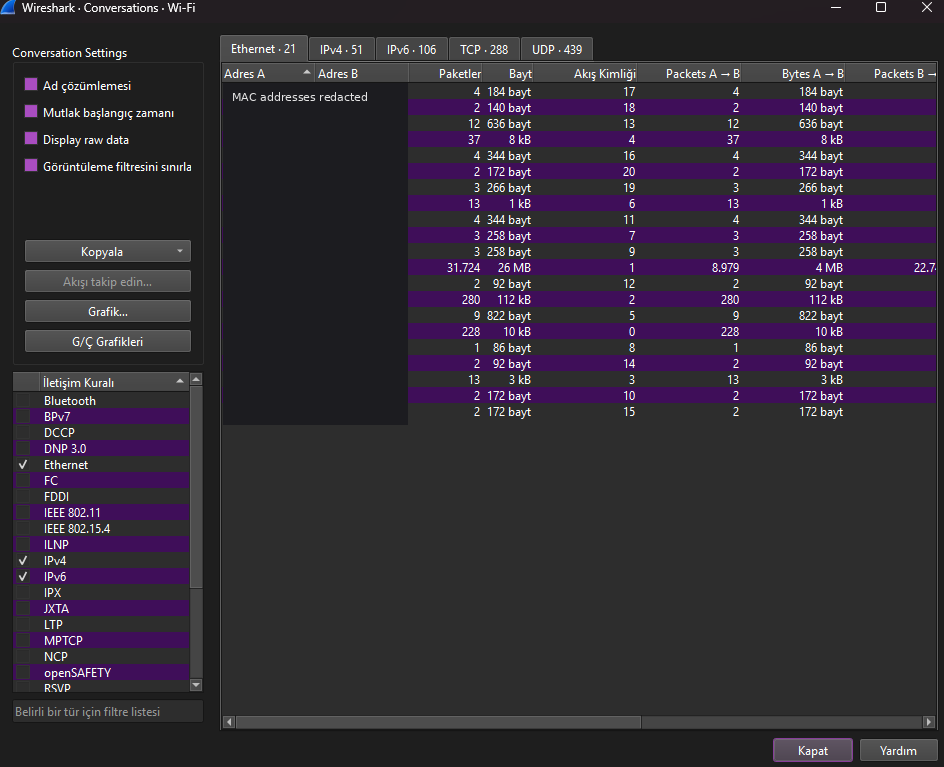 Wireshark · Conversations · Wi-Fi
Conversation Settings
Ad çözümlemesi
Mutlak başlangıç zamanı
Display raw data
Görüntüleme filtresini sınırla
Kopyala
Akışı takip edin...
Grafik...
G/Ç Grafikleri
İletişim Kuralı
Bluetooth
BPv7
DCCP
DNP 3.0
Ethernet
FC
FDDI
IEEE 802.11
IEEE 802.15.4
ILNP
IPv4
IPv6
IPX
JXTA
LTP
MPTCP
NCP
openSAFETY
RSVP
Belirli bir tür için filtre listesi
Ethernet · 21 IPv4 · 51 IPv6 · 106 TCP · 288 UDP · 439
Adres A Adres B Paketler Bayt Akış Kimliği Packets A → B Bytes A → B Packets B →
MAC addresses redacted
4 184 bayt 17 4 184 bayt
2 140 bayt 18 2 140 bayt
12 636 bayt 13 12 636 bayt
37 8 kB 4 37 8 kB
4 344 bayt 16 4 344 bayt
2 172 bayt 20 2 172 bayt
3 266 bayt 19 3 266 bayt
13 1 kB 6 13 1 kB
4 344 bayt 11 4 344 bayt
3 258 bayt 7 3 258 bayt
3 258 bayt 9 3 258 bayt
31.724 26 MB 1 8.979 4 MB 22.7
2 92 bayt 12 2 92 bayt
280 112 kB 2 280 112 kB
9 822 bayt 5 9 822 bayt
228 10 kB 0 228 10 kB
1 86 bayt 8 1 86 bayt
2 92 bayt 14 2 92 bayt
13 3 kB 3 13 3 kB
2 172 bayt 10 2 172 bayt
2 172 bayt 15 2 172 bayt
Kapat Yardım